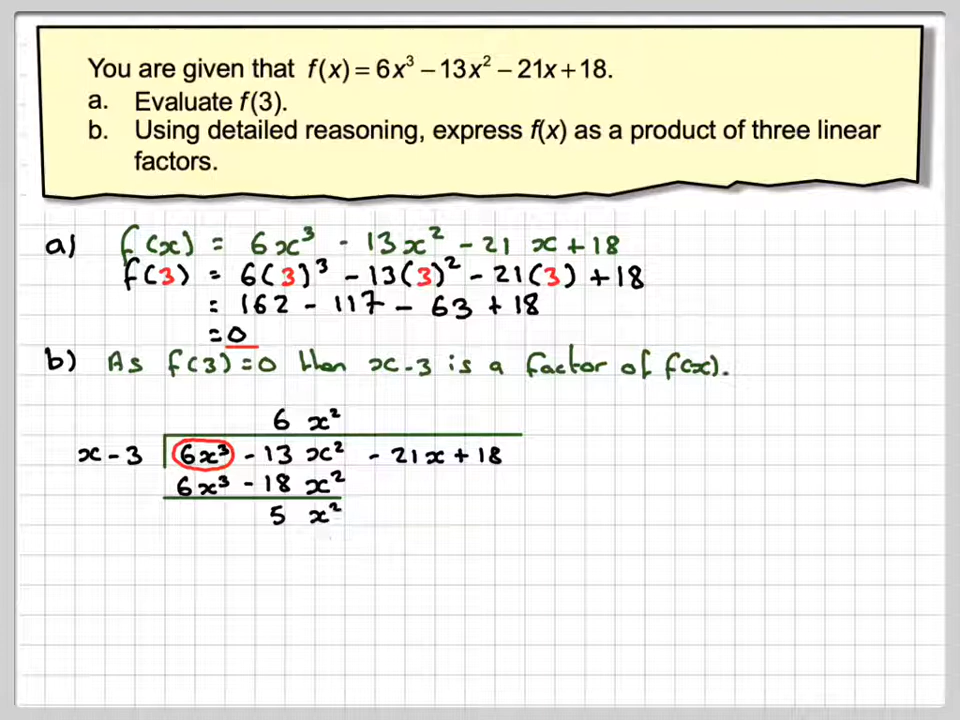 You are given that f(x) = 6x³ – 13x² – 21x + 18.
a. Evaluate f(3).
b. Using detailed reasoning, express f(x) as a product of three linear
factors.
a) f(x) = 6x³ - 13x² - 21x + 18
f(3) = 6(3)³ - 13(3)² - 21(3) + 18
= 162 - 117 - 63 + 18
= 0
b) As f(3) = 0 then x-3 is a factor of f(x).
6x²
x - 3 6x³ - 13x² - 21x + 18
6x³ - 18x²
5x²